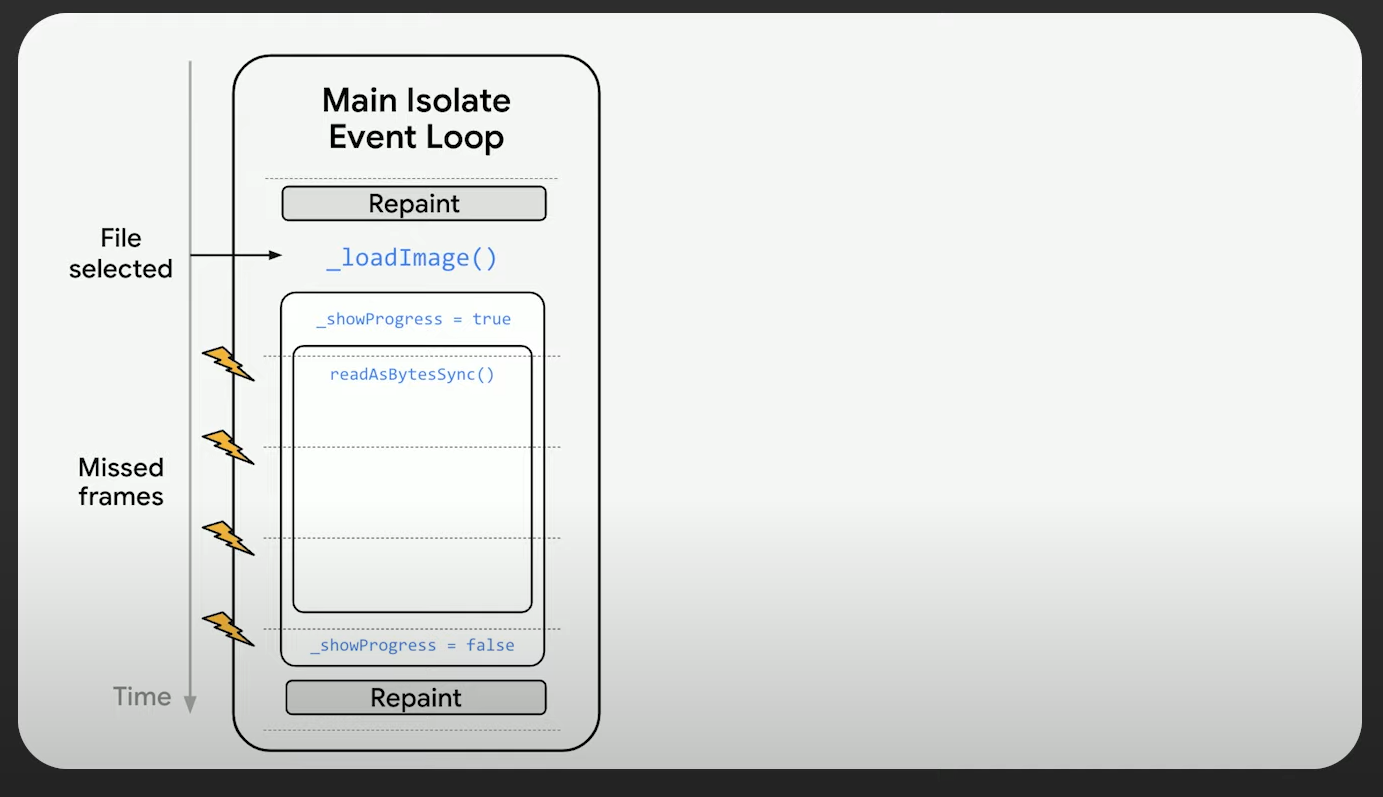 Main Isolate
Event Loop
Repaint
File
selected
_loadImage()
_showProgress = true
readAsBytesSync()
Missed
frames
_showProgress = false
Time
Repaint